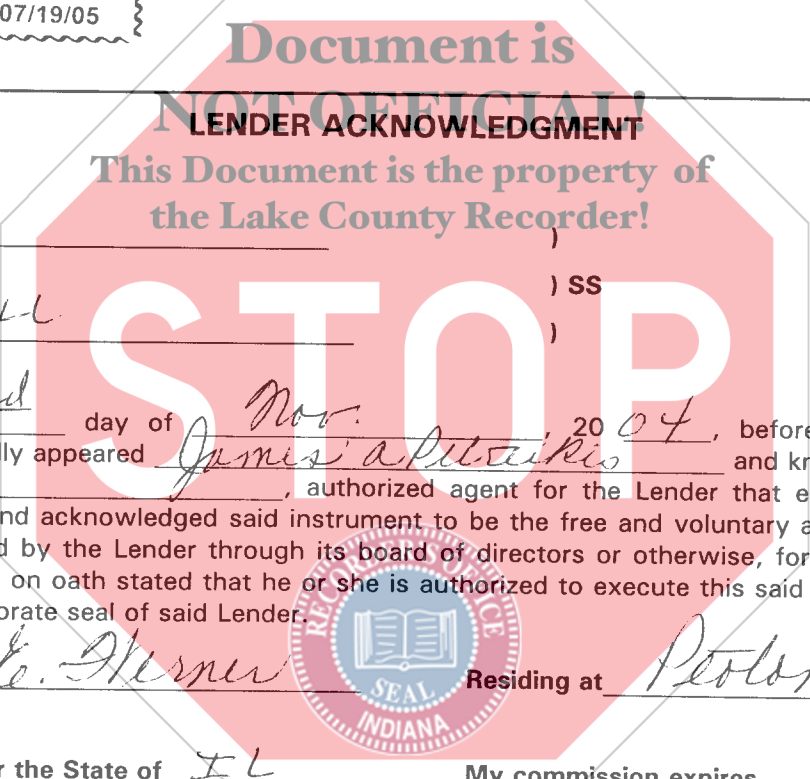 07/19/05
Document is
NOT OFFICIAL!
LENDER ACKNOWLEDGMENT
This Document is the property of
the Lake County Recorder!
)
) SS
)
STOP
day of Nov. , 20 04 , before
lly appeared James A Petraikis and kn
, authorized agent for the Lender that e
nd acknowledged said instrument to be the free and voluntary a
d by the Lender through its board of directors or otherwise, for
on oath stated that he or she is authorized to execute this said
orate seal of said Lender.
E. Werner Residing at
RECORDER'S OFFICE
SEAL
INDIANA
r the State of IL My commission expires